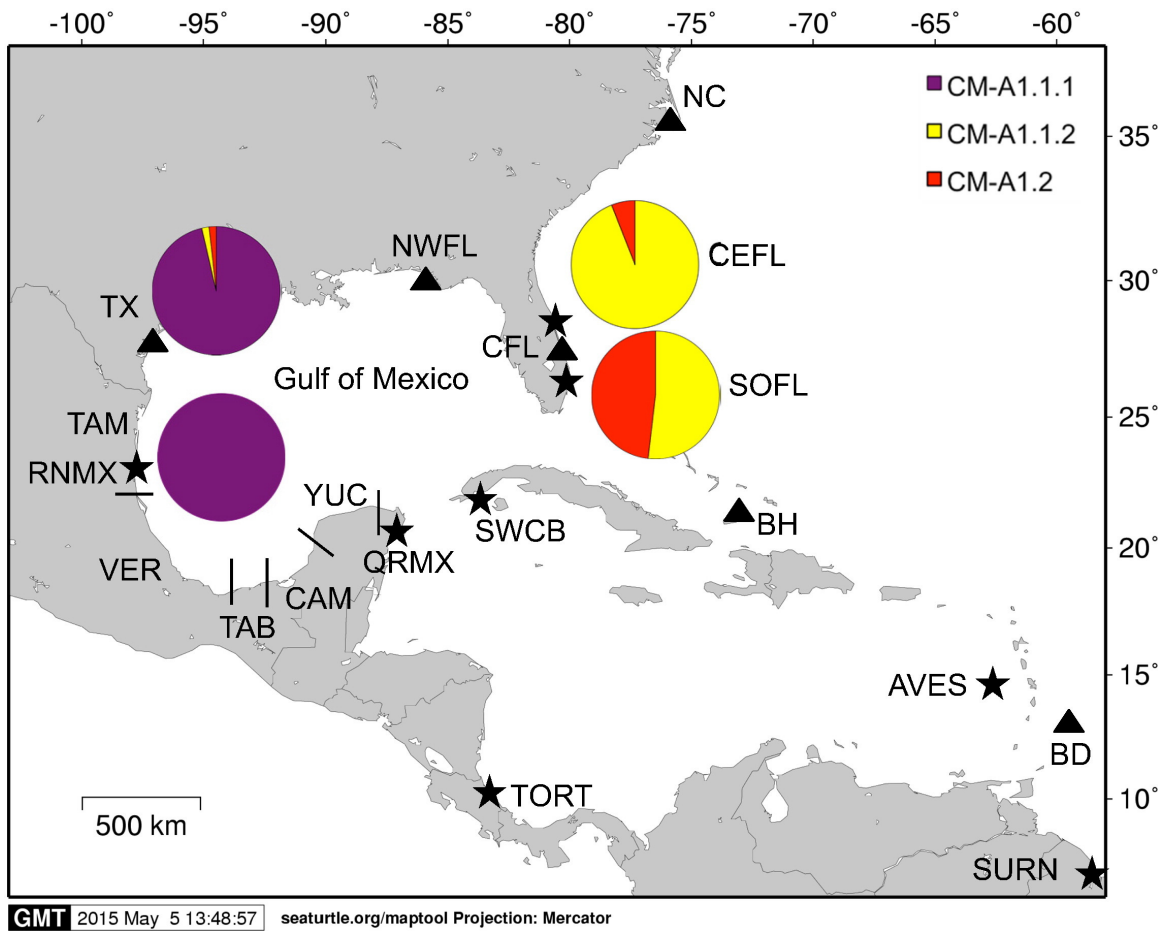 -100° -95° -90° -85° -80° -75° -70° -65° -60°
NC
CM-A1.1.1
CM-A1.1.2
CM-A1.2
35°
NWFL
CEFL
30°
TX
CFL
Gulf of Mexico
SOFL
25°
TAM
RNMX
YUC
SWCB
BH
20°
QRMX
VER
CAM
TAB
15°
AVES
BD
TORT
10°
500 km
SURN
GMT 2015 May 5 13:48:57 seaturtle.org/maptool Projection: Mercator